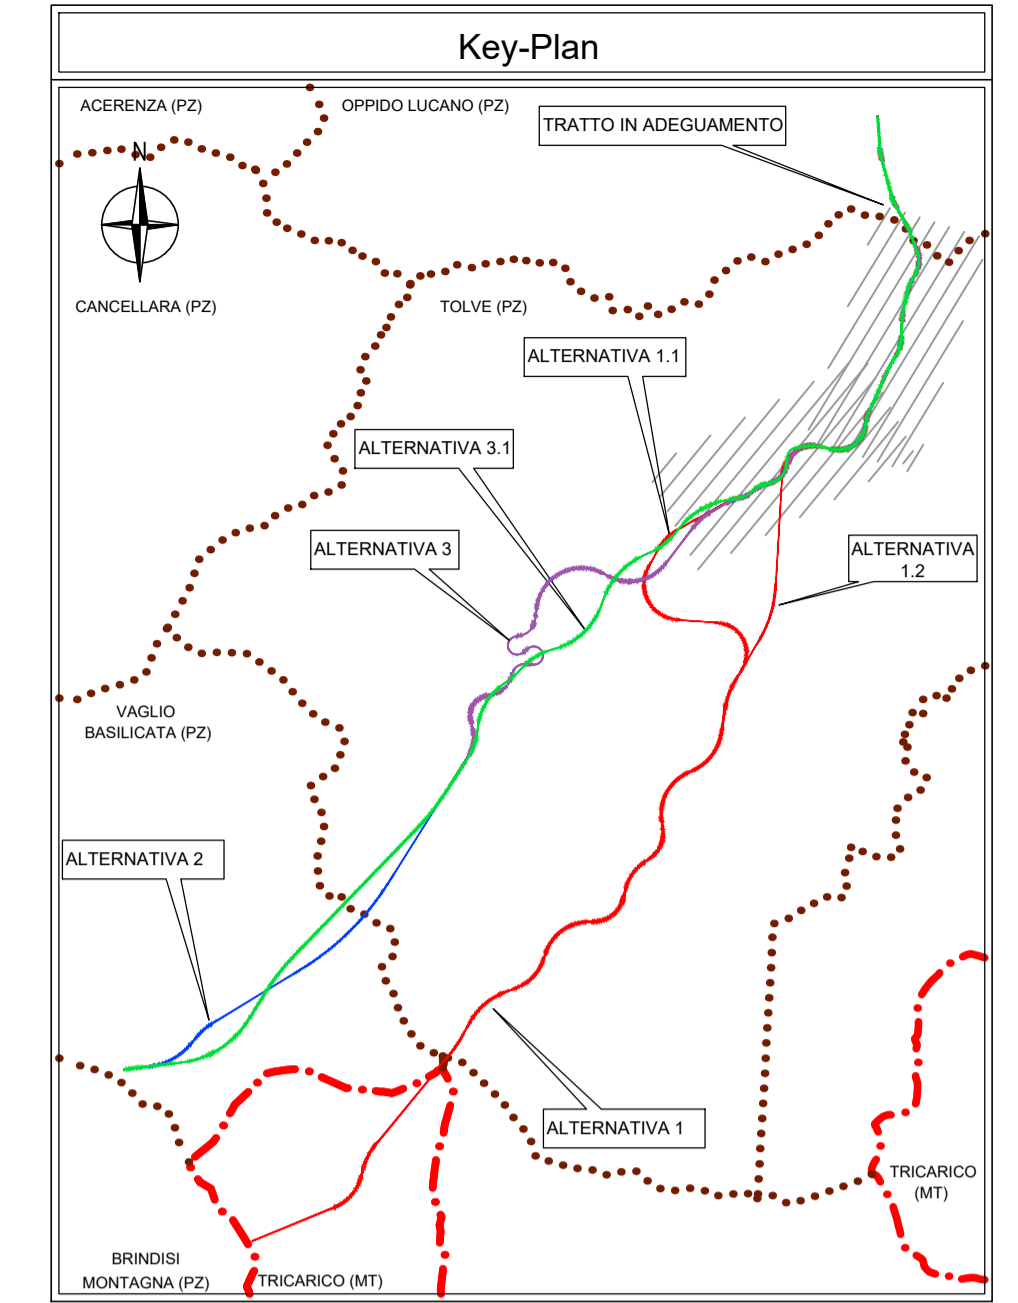 Key-Plan
ACERENZA (PZ)
OPPIDO LUCANO (PZ)
TRATTO IN ADEGUAMENTO
N
CANCELLARA (PZ)
TOLVE (PZ)
ALTERNATIVA 1.1
ALTERNATIVA 3.1
ALTERNATIVA 3
ALTERNATIVA
1.2
VAGLIO
BASILICATA (PZ)
ALTERNATIVA 2
ALTERNATIVA 1
TRICARICO
(MT)
BRINDISI
MONTAGNA (PZ)
TRICARICO (MT)